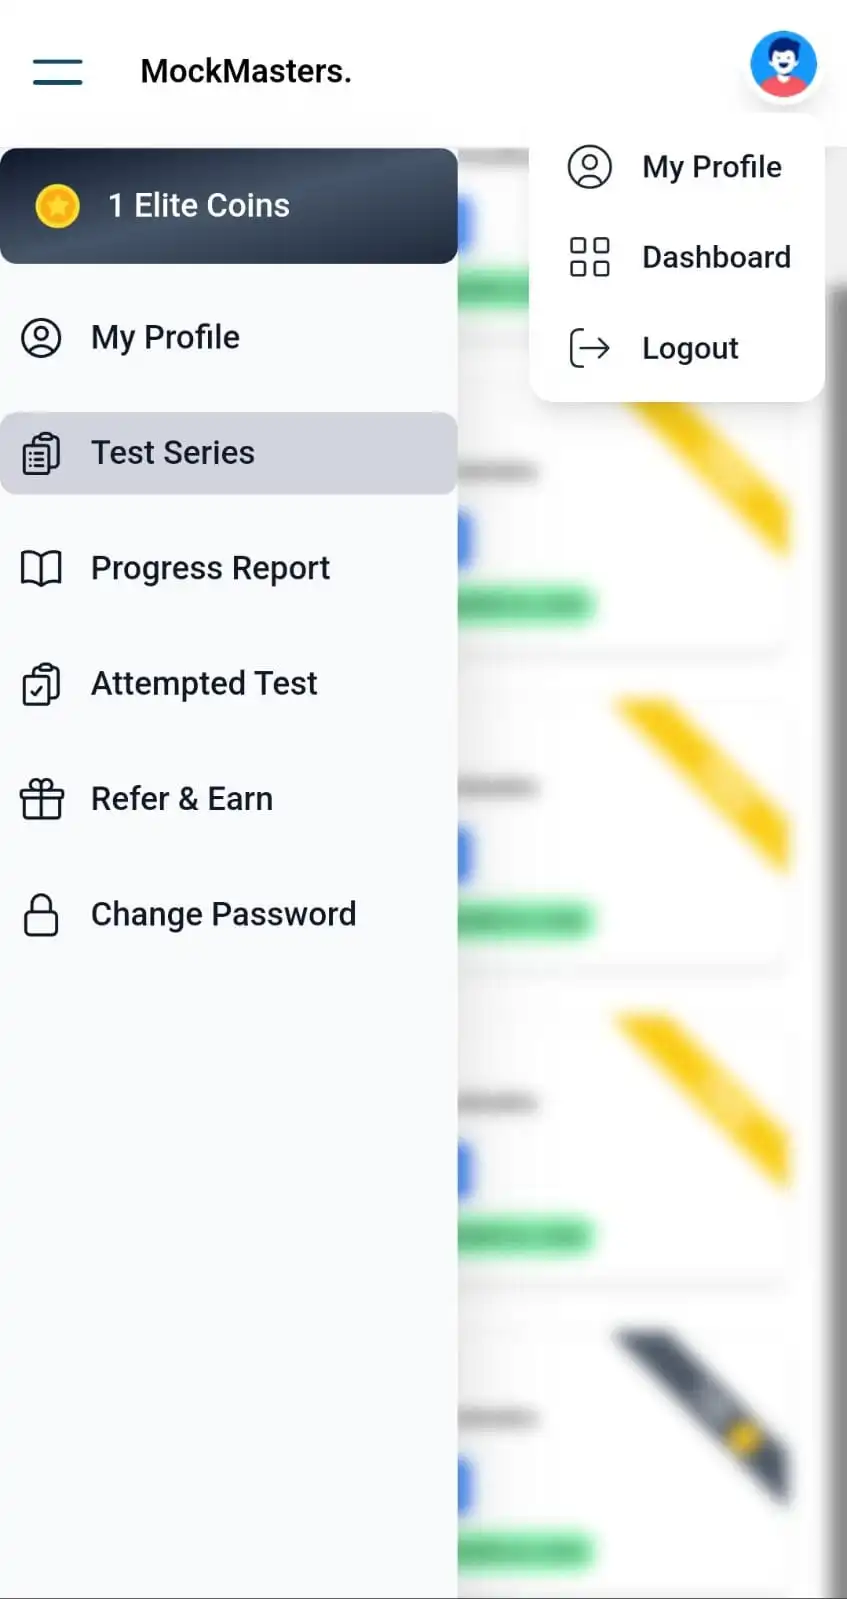 MockMasters.
1 Elite Coins
My Profile
Test Series
Progress Report
Attempted Test
Refer & Earn
Change Password
My Profile
Dashboard
Logout